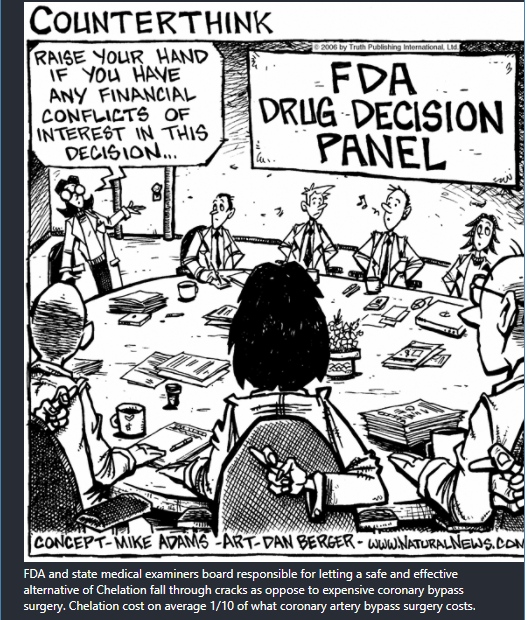 COUNTERTHINK
© 2006 by Truth Publishing International, Ltd.
RAISE YOUR HAND
IF YOU HAVE
ANY FINANCIAL
CONFLICTS OF
INTEREST IN THIS
DECISION...
FDA
DRUG DECISION
PANEL
CONCEPT-MIKE ADAMS -ART-DAN BERGER- WWW.NATURALNEWS.COM
FDA and state medical examiners board responsible for letting a safe and effective
alternative of Chelation fall through cracks as oppose to expensive coronary bypass
surgery. Chelation cost on average 1/10 of what coronary artery bypass surgery costs.